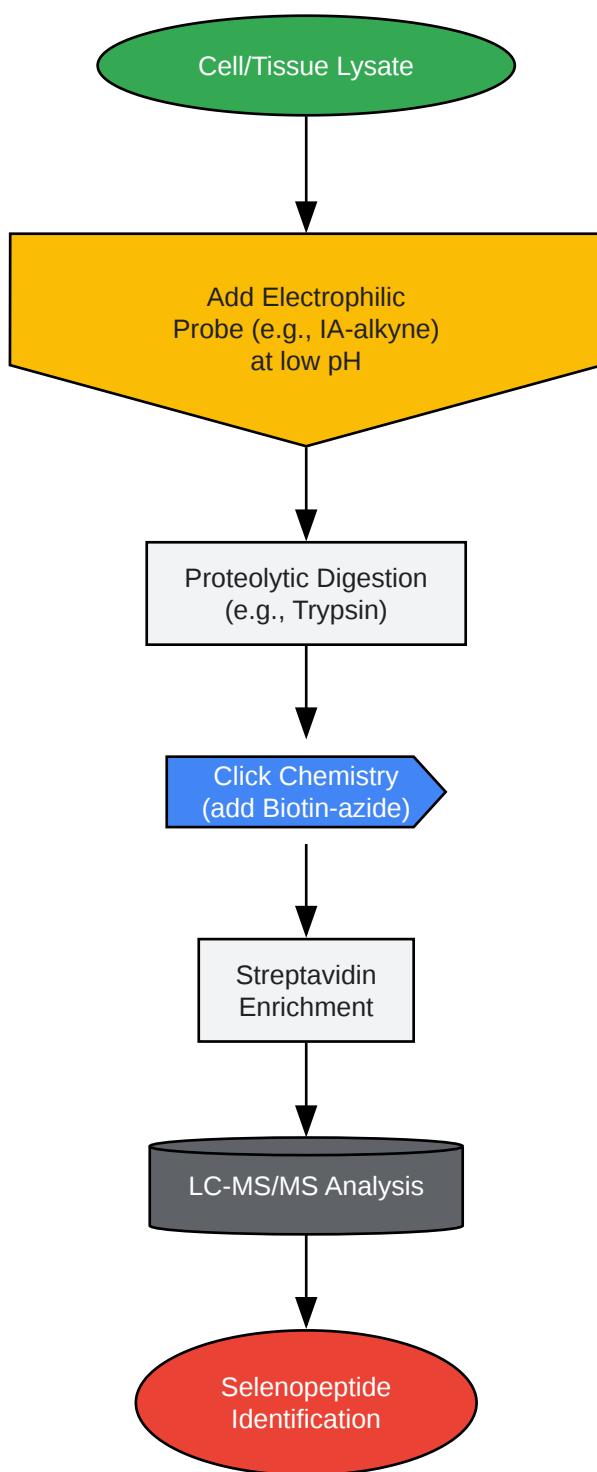 Cell/Tissue Lysate
Add Electrophilic
Probe (e.g., IA-alkyne)
at low pH
Proteolytic Digestion
(e.g., Trypsin)
Click Chemistry
(add Biotin-azide)
Streptavidin
Enrichment
LC-MS/MS Analysis
Selenopeptide
Identification